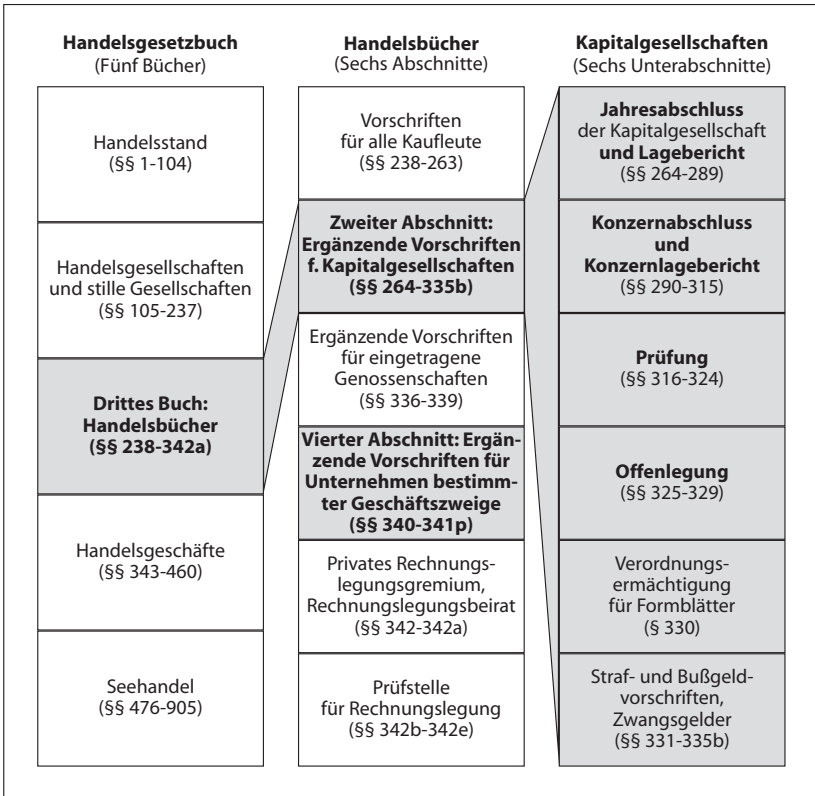 Handelsgesetzbuch
(Fünf Bücher)
Handelsstand
(§§ 1-104)
Handelsgesellschaften
und stille Gesellschaften
(§§ 105-237)
Drittes Buch:
Handelsbücher
(§§ 238-342a)
Handelsgeschäfte
(§§ 343-460)
Seehandel
(§§ 476-905)
Handelsbücher
(Sechs Abschnitte)
Vorschriften
für alle Kaufleute
(§§ 238-263)
Zweiter Abschnitt:
Ergänzende Vorschriften
f. Kapitalgesellschaften
(§§ 264-335b)
Ergänzende Vorschriften
für eingetragene
Genossenschaften
(§§ 336-339)
Vierter Abschnitt: Ergän-
zende Vorschriften für
Unternehmen bestimm-
ter Geschäftszweige
(§§ 340-341p)
Privates Rechnungs-
legungsgremium,
Rechnungslegungsbeirat
(§§ 342-342a)
Prüfstelle
für Rechnungslegung
(§§ 342b-342e)
Kapitalgesellschaften
(Sechs Unterabschnitte)
Jahresabschluss
der Kapitalgesellschaft
und Lagebericht
(§§ 264-289)
Konzernabschluss
und
Konzernlagebericht
(§§ 290-315)
Prüfung
(§§ 316-324)
Offenlegung
(§§ 325-329)
Verordnungs-
ermächtigung
für Formblätter
(§ 330)
Straf- und Bußgeld-
vorschriften,
Zwangsgelder
(§§ 331-335b)